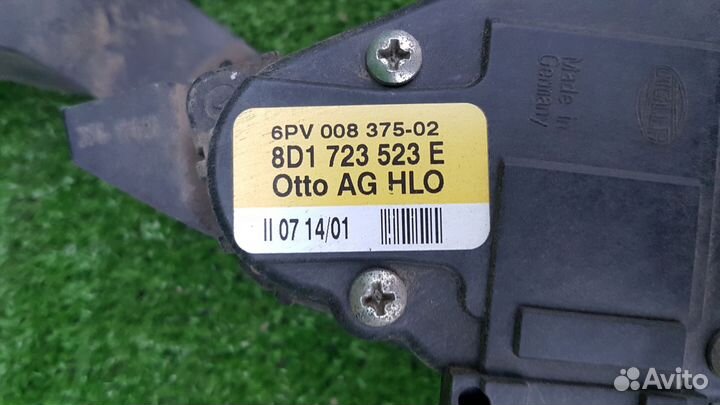 6PV 008 375-02
8D1 723 523 E
Otto AG HLO
II 07 14/01
Made in
Germany
HELLA
Avito